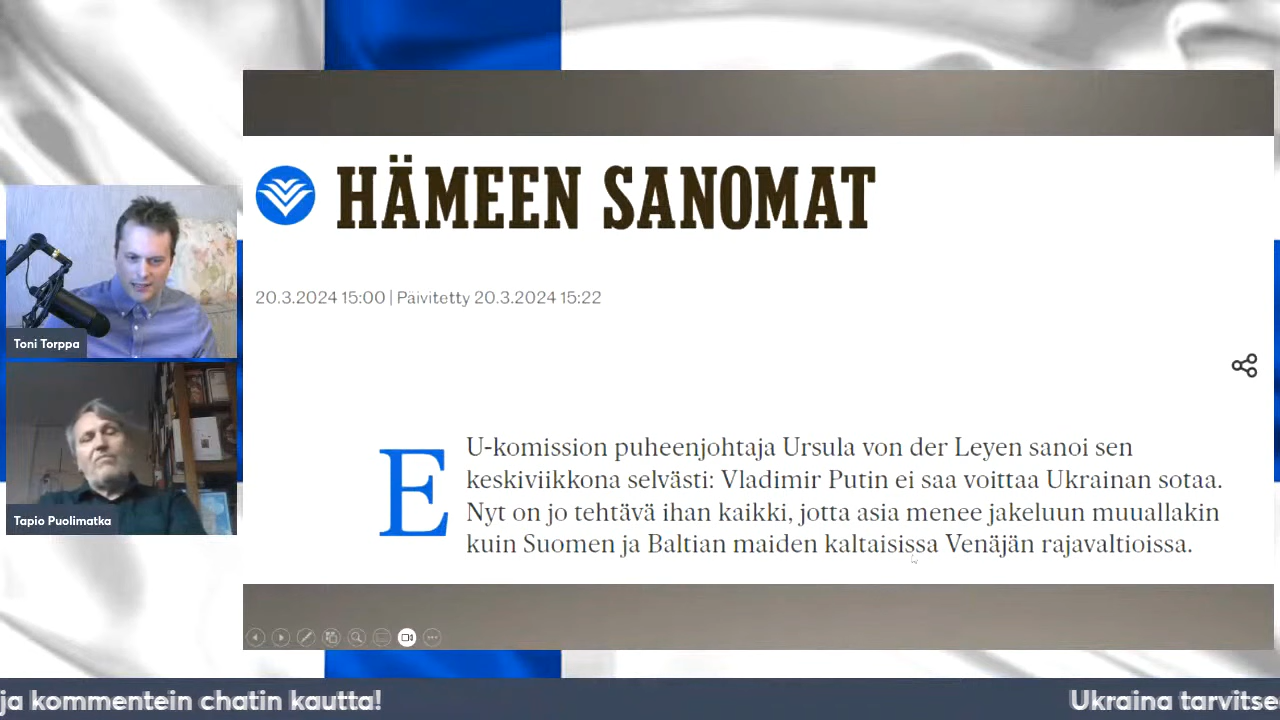 HÄMEEN SANOMAT
20.3.2024 15:00 | Päivitetty 20.3.2024 15:22
EU-komission puheenjohtaja Ursula von der Leyen sanoi sen
keskiviikkona selvästi: Vladimir Putin ei saa voittaa Ukrainan sotaa.
Nyt on jo tehtävä ihan kaikki, jotta asia menee jakeluun muuallakin
kuin Suomen ja Baltian maiden kaltaisissa Venäjän rajavaltioissa.
Toni Torppa
Tapio Puolimatka
ja kommentein chatin kautta!
Ukraina tarvitse